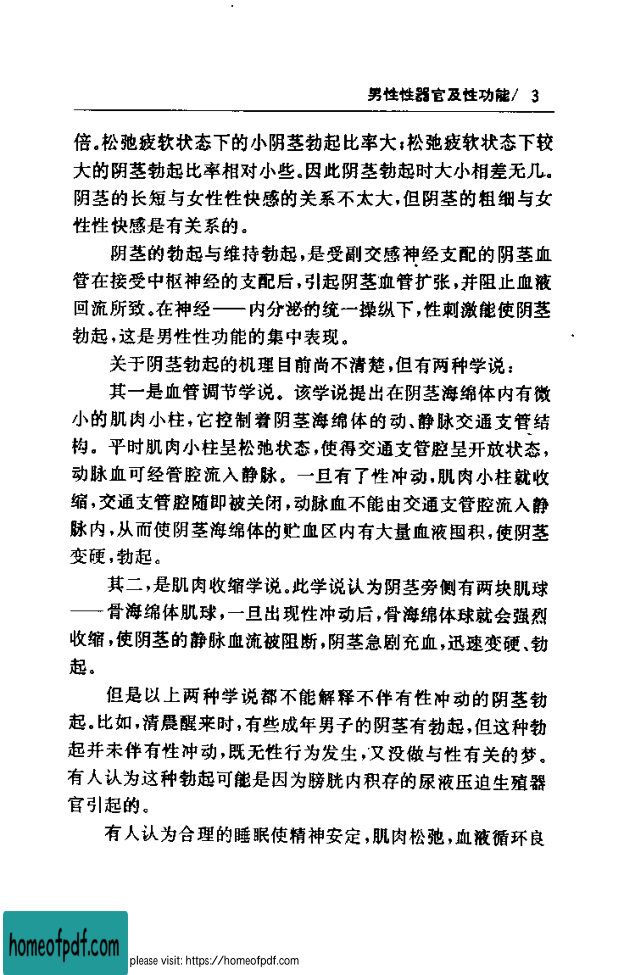 男性性器官及性功能/ 3
倍。松弛疲软状态下的小阴茎勃起比率大;松弛疲软状态下较
大的阴茎勃起比率相对小些。因此阴茎勃起时大小相差无几。
阴茎的长短与女性性快感的关系不太大,但阴茎的粗细与女
性性快感是有关系的。
阴茎的勃起与维持勃起,是受副交感神经支配的阴茎血
管在接受中枢神经的支配后,引起阴茎血管扩张,并阻止血液
回流所致。在神经——内分泌的统一操纵下,性刺激能使阴茎
勃起,这是男性性功能的集中表现。
关于阴茎勃起的机理目前尚不清楚,但有两种学说:
其一是血管调节学说。该学说提出在阴茎海绵体内有微
小的肌肉小柱,它控制着阴茎海绵体的动、静脉交通支管结
构。平时肌肉小柱呈松弛状态,使得交通支管腔呈开放状态,
动脉血可经管腔流入静脉。一旦有了性冲动,肌肉小柱就收
缩,交通支管腔随即被关闭,动脉血不能由交通支管腔流入静
脉内,从而使阴茎海绵体的贮血区内有大量血液囤积,使阴茎
变硬,勃起。
其二,是肌肉收缩学说。此学说认为阴茎旁侧有两块肌球
——骨海绵体肌球,一旦出现性冲动后,骨海绵体球就会强烈
收缩,使阴茎的静脉血流被阻断,阴茎急剧充血,迅速变硬、勃
起。
但是以上两种学说都不能解释不伴有性冲动的阴茎勃
起。比如,清晨醒来时,有些成年男子的阴茎有勃起,但这种勃
起并未伴有性冲动,既无性行为发生,又没做与性有关的梦。
有人认为这种勃起可能是因为膀胱内积存的尿液压迫生殖器
官引起的。
有人认为合理的睡眠使精神安定,肌肉松弛,血液循环良
homeofpdf.com
please visit: https://homeofpdf.com